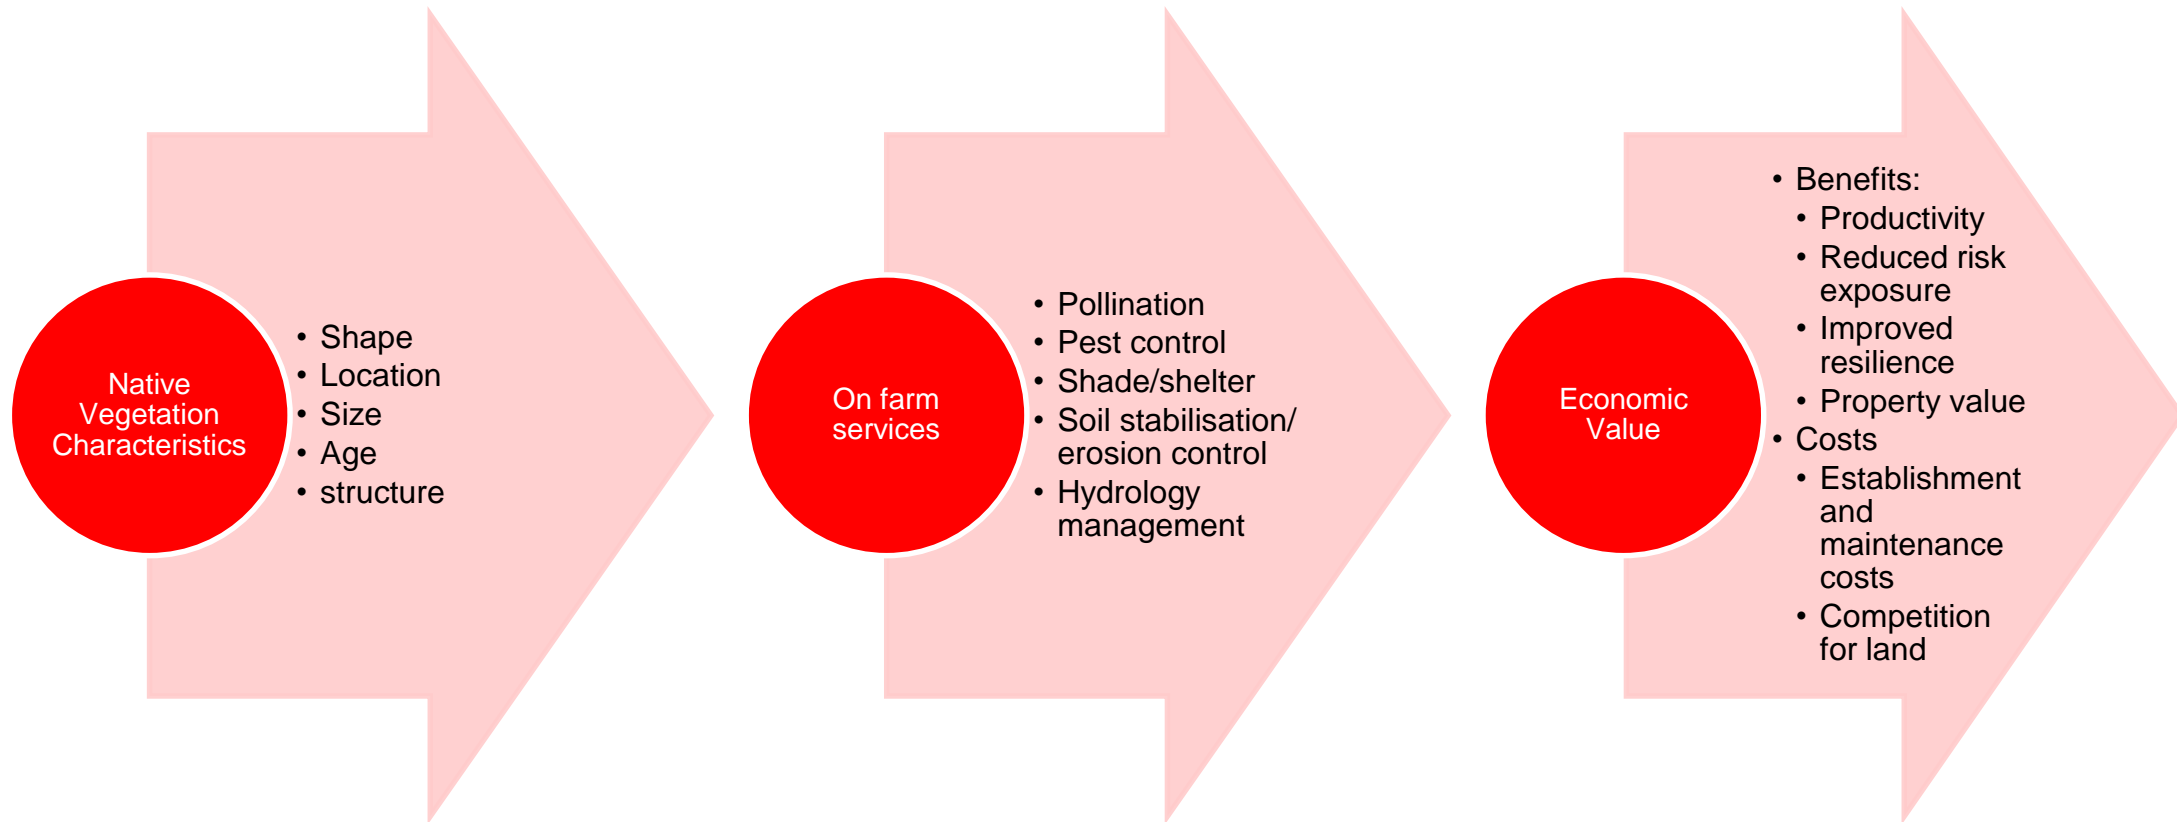 Native
Vegetation
Characteristics
• Shape
• Location
• Size
• Age
• structure
On farm
services
• Pollination
• Pest control
• Shade/shelter
• Soil stabilisation/
erosion control
• Hydrology
management
Economic
Value
• Benefits:
• Productivity
• Reduced risk
exposure
• Improved
resilience
• Property value
• Costs
• Establishment
and
maintenance
costs
• Competition
for land